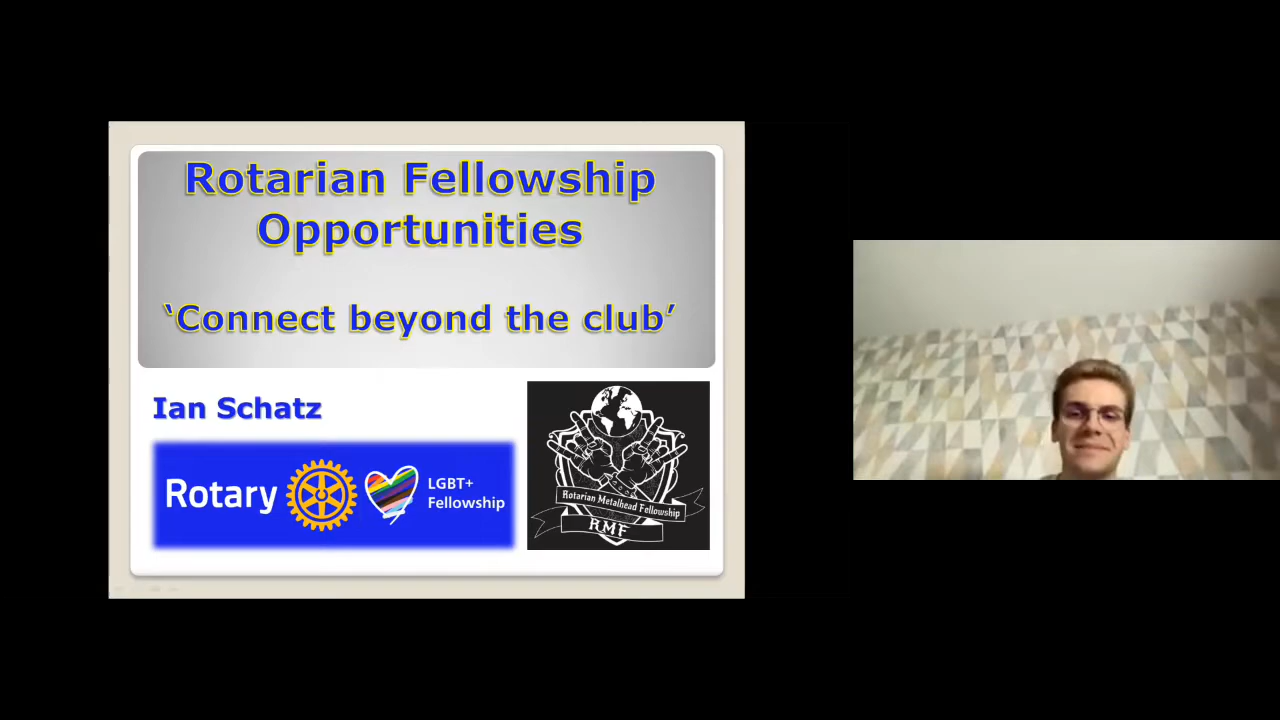 Rotarian Fellowship
Opportunities
‘Connect beyond the club’
Ian Schatz
Rotary
LGBT+
Fellowship
Rotarian Metalhead Fellowship
RMF